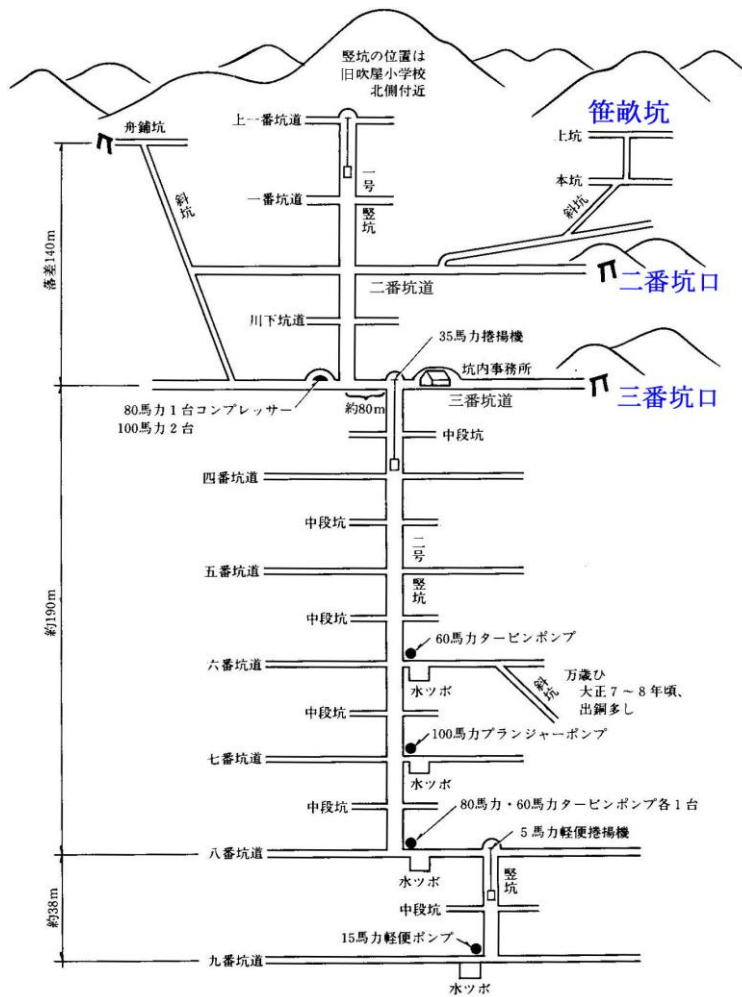 竪坑の位置は
旧吹屋小学校
北側付近
舟鋪坑
上一番坑道
笹畝坑
上坑
本坑
斜坑
斜坑
一号竪坑
一番坑道
落差140m
二番坑道
二番坑口
川下坑道
35馬力捲揚機
坑内事務所
80馬力1台コンプレッサー
100馬力2台
約80m
三番坑道
三番坑口
中段坑
四番坑道
中段坑
二号竪坑
五番坑道
約190m
中段坑
60馬力タービンポンプ
六番坑道
水ツボ
斜坑
万歳ひ
大正7～8年頃、
出銅多し
中段坑
100馬力プランジャーポンプ
七番坑道
水ツボ
中段坑
80馬力・60馬力タービンポンプ各1台
5馬力軽便捲揚機
八番坑道
水ツボ
竪坑
約38m
中段坑
15馬力軽便ポンプ
九番坑道
水ツボ